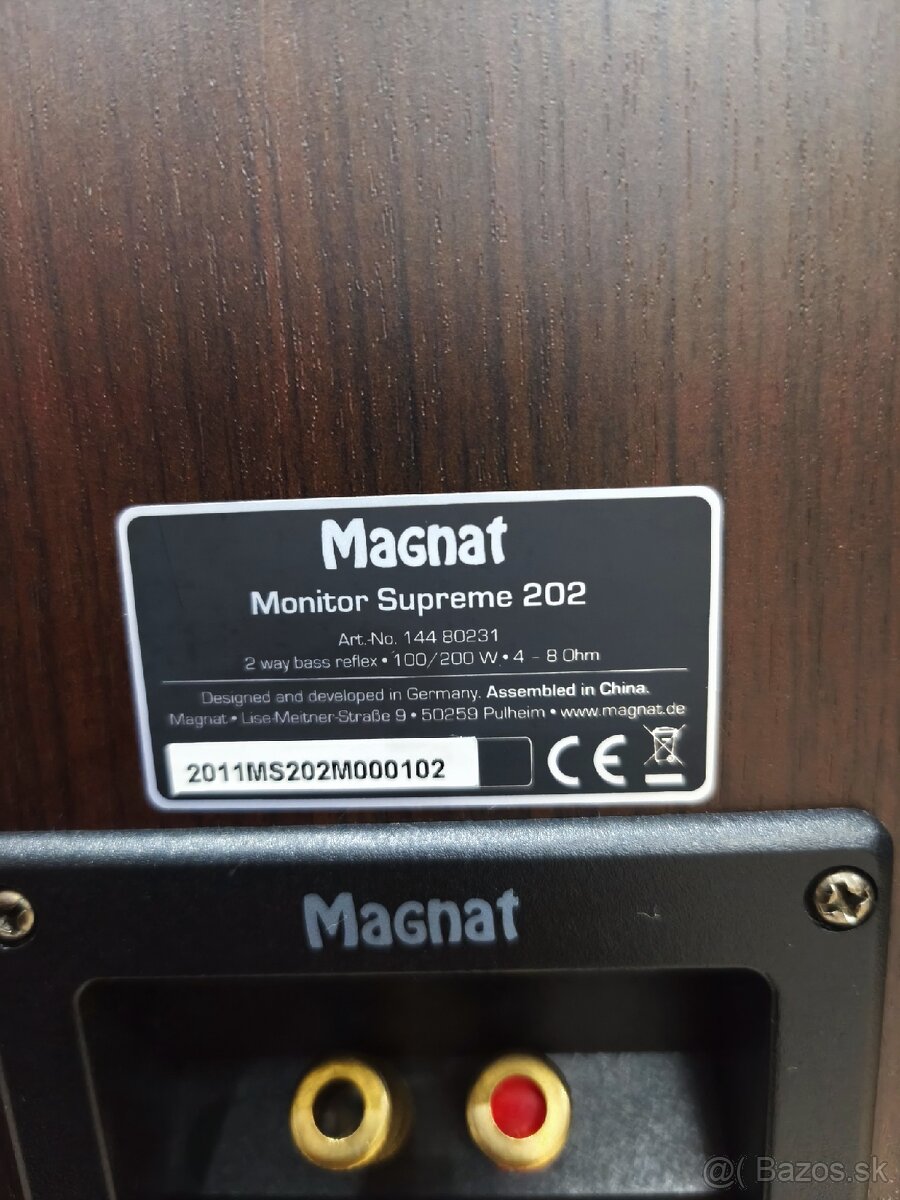 Magnat
Monitor Supreme 202
Art.-No. 144 80231
2 way bass reflex • 100/200 W • 4 - 8 Ohm
Designed and developed in Germany. Assembled in China.
Magnat • Lise-Meitner-Straße 9 • 50259 Pulheim • www.magnat.de
2011MS202M000102
CE
Magnat
@( Bazos.sk